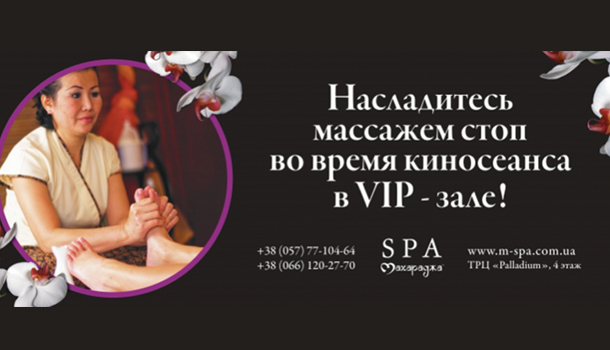 Насладитесь
массажем стоп
во время киносеанса
в VIP - зале!
+38 (057) 77-104-64
+38 (066) 120-27-70
SPA
Махараджа
www.m-spa.com.ua
ТРЦ «Palladium», 4 этаж